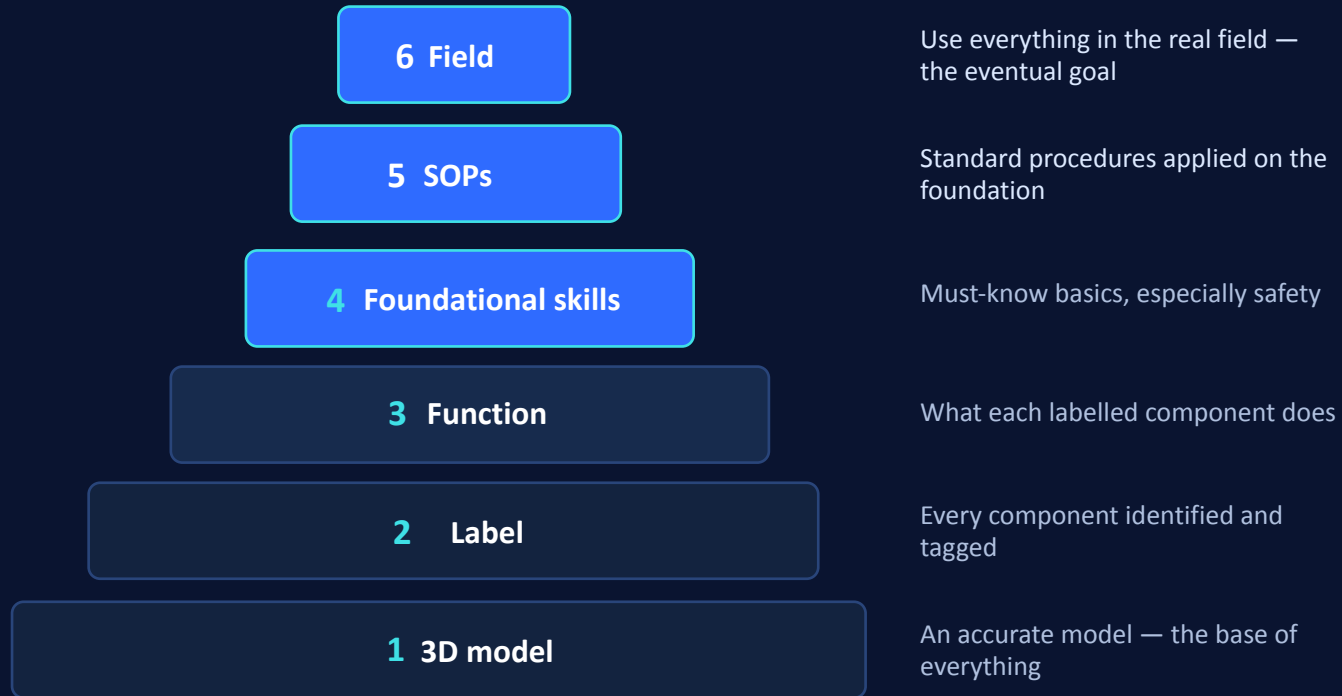 6 Field
Use everything in the real field —
the eventual goal
5 SOPs
Standard procedures applied on the
foundation
4 Foundational skills
Must-know basics, especially safety
3 Function
What each labelled component does
2 Label
Every component identified and
tagged
1 3D model
An accurate model — the base of
everything